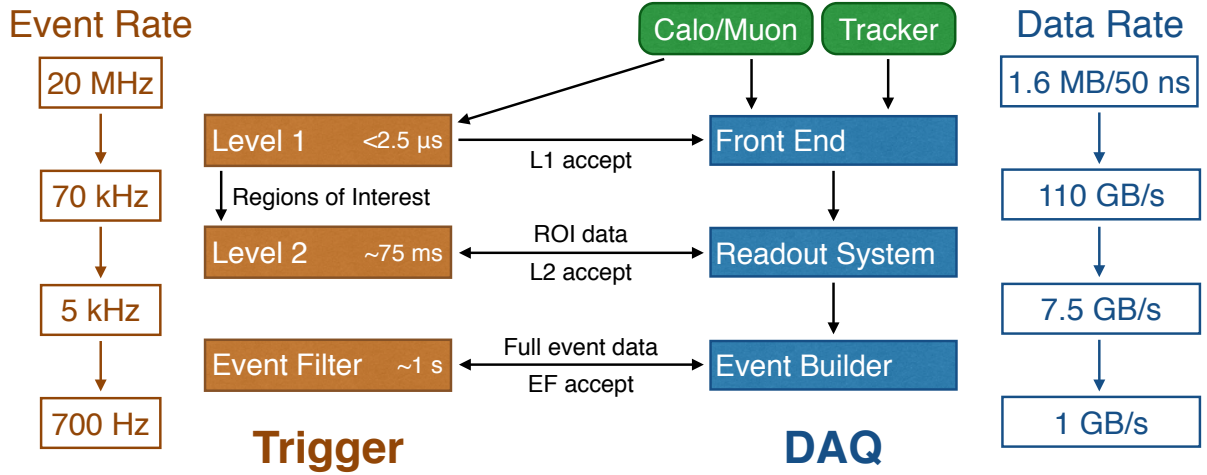 Event Rate
Calo/Muon
Tracker
Data Rate
20 MHz
1.6 MB/50 ns
Level 1 <2.5 μs
L1 accept
Front End
70 kHz
Regions of Interest
110 GB/s
Level 2 ~75 ms
ROI data
L2 accept
Readout System
5 kHz
7.5 GB/s
Event Filter ~1 s
Full event data
EF accept
Event Builder
700 Hz
1 GB/s
Trigger
DAQ